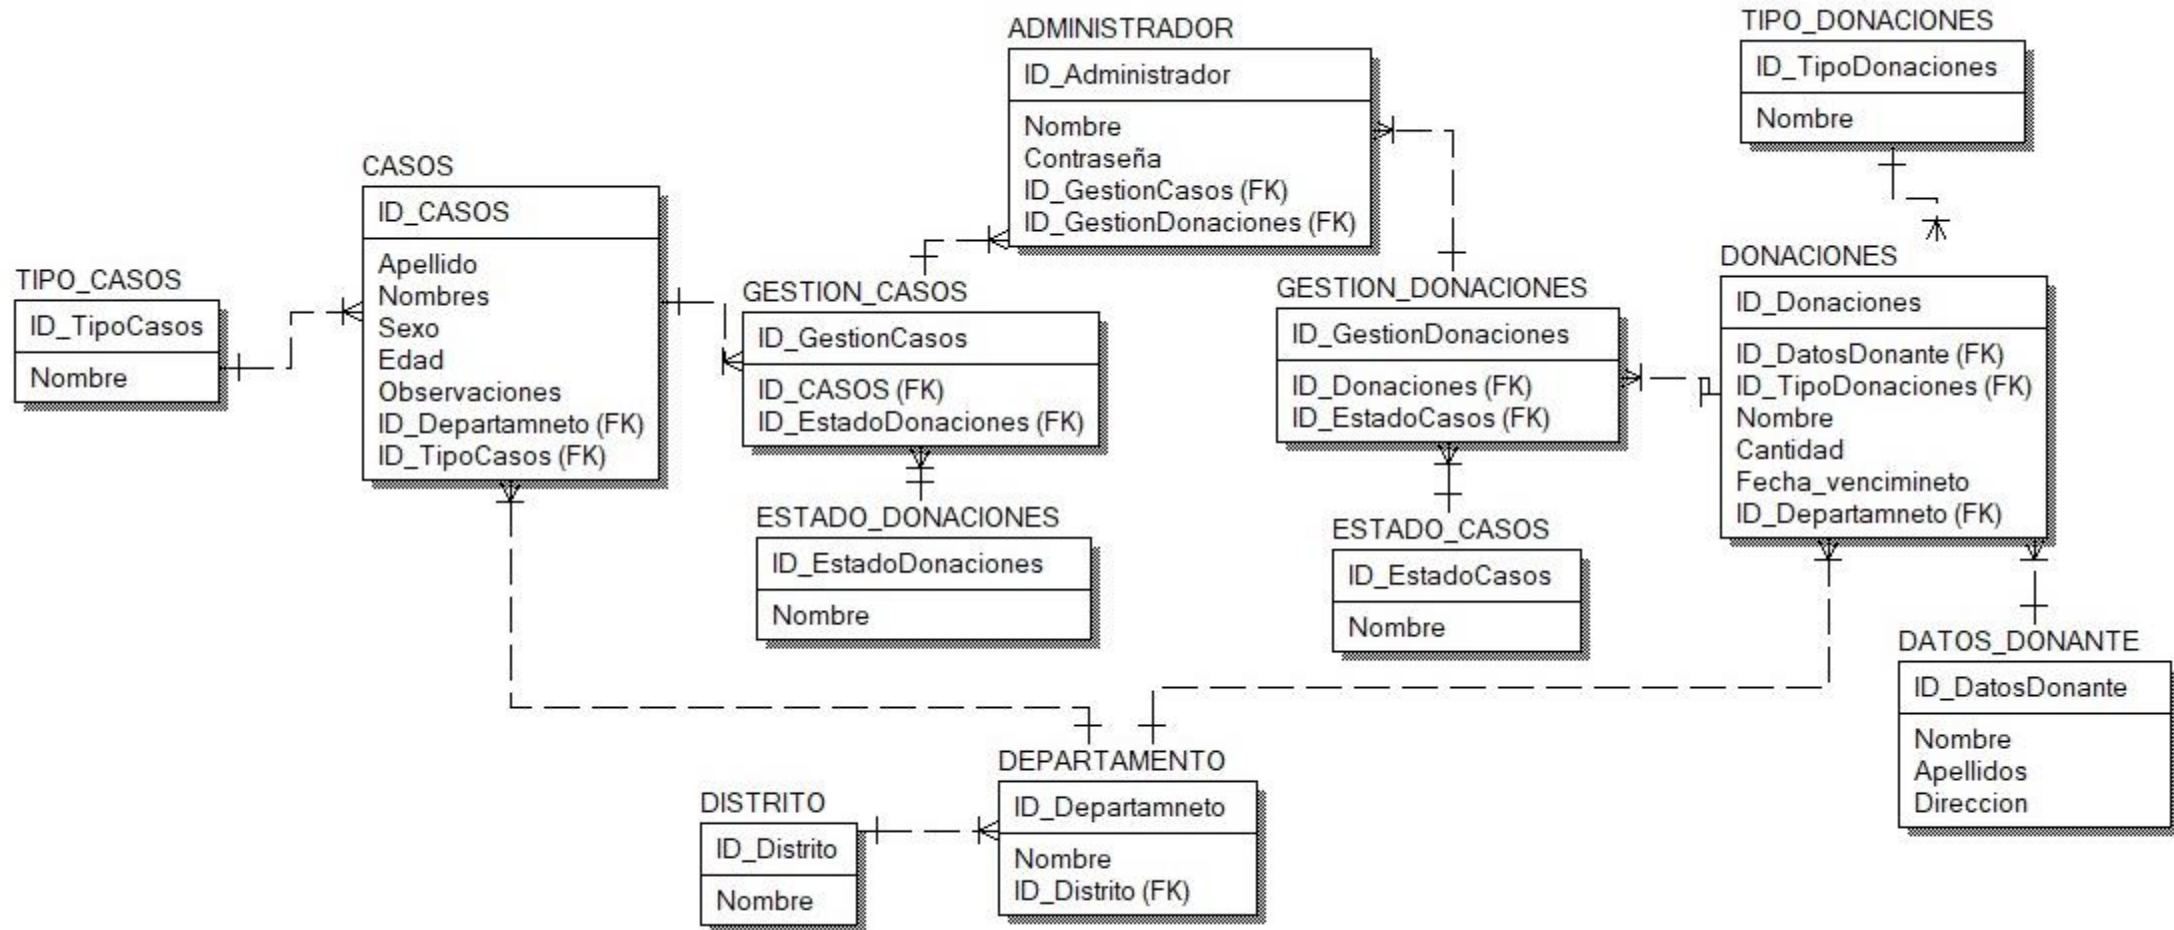 TIPO_CASOS
ID_TipoCasos
Nombre
CASOS
ID_CASOS
Apellido
Nombres
Sexo
Edad
Observaciones
ID_Departamneto (FK)
ID_TipoCasos (FK)
GESTION_CASOS
ID_GestionCasos
ID_CASOS (FK)
ID_EstadoDonaciones (FK)
ESTADO_DONACIONES
ID_EstadoDonaciones
Nombre
ADMINISTRADOR
ID_Administrador
Nombre
Contraseña
ID_GestionCasos (FK)
ID_GestionDonaciones (FK)
GESTION_DONACIONES
ID_GestionDonaciones
ID_Donaciones (FK)
ID_EstadoCasos (FK)
ESTADO_CASOS
ID_EstadoCasos
Nombre
TIPO_DONACIONES
ID_TipoDonaciones
Nombre
DONACIONES
ID_Donaciones
ID_DatosDonante (FK)
ID_TipoDonaciones (FK)
Nombre
Cantidad
Fecha_vencimineto
ID_Departamneto (FK)
DATOS_DONANTE
ID_DatosDonante
Nombre
Apellidos
Direccion
DISTRITO
ID_Distrito
Nombre
DEPARTAMENTO
ID_Departamneto
Nombre
ID_Distrito (FK)